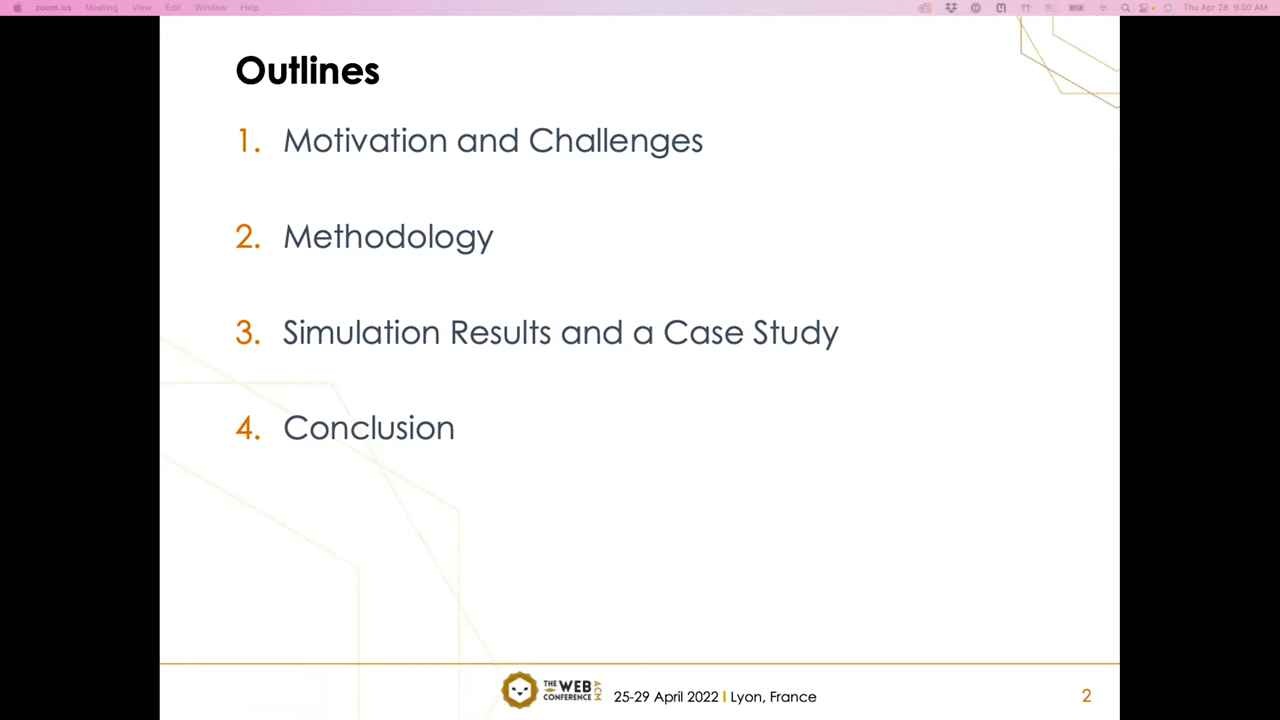 zoom.us Meeting View Edit Window Help Thu Apr 28 9:00 AM
Outlines
1. Motivation and Challenges
2. Methodology
3. Simulation Results and a Case Study
4. Conclusion
THE WEB CONFERENCE ACM 25-29 April 2022 I Lyon, France 2